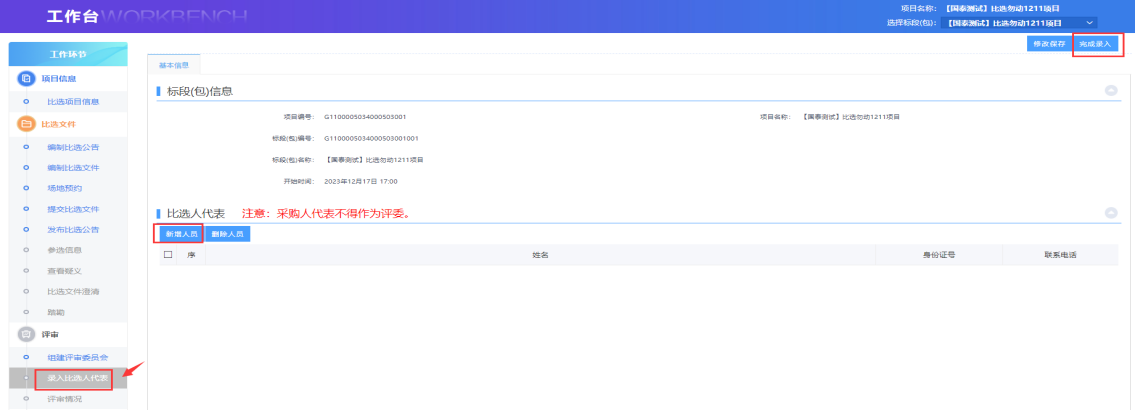 工作台WORKBENCH
项目名称: 【国泰测试】比选勿动1211项目
选择标段(包): 【国泰测试】比选勿动1211项目
修改保存 完成录入
工作环节
项目信息
比选项目信息
比选文件
编制比选公告
编制比选文件
场地预约
提交比选文件
发布比选公告
参选信息
查看疑义
比选文件澄清
踏勘
评审
组建评审委员会
录入比选人代表
评审情况
基本信息
标段(包)信息
项目编号: G1100005034000503001
项目名称: 【国泰测试】比选勿动1211项目
标段(包)编号: G1100005034000503001001
标段(包)名称: 【国泰测试】比选勿动1211项目
开始时间: 2023年12月17日 17:00
比选人代表 注意：采购人代表不得作为评委。
新增人员 删除人员
序 姓名 身份证号 联系电话